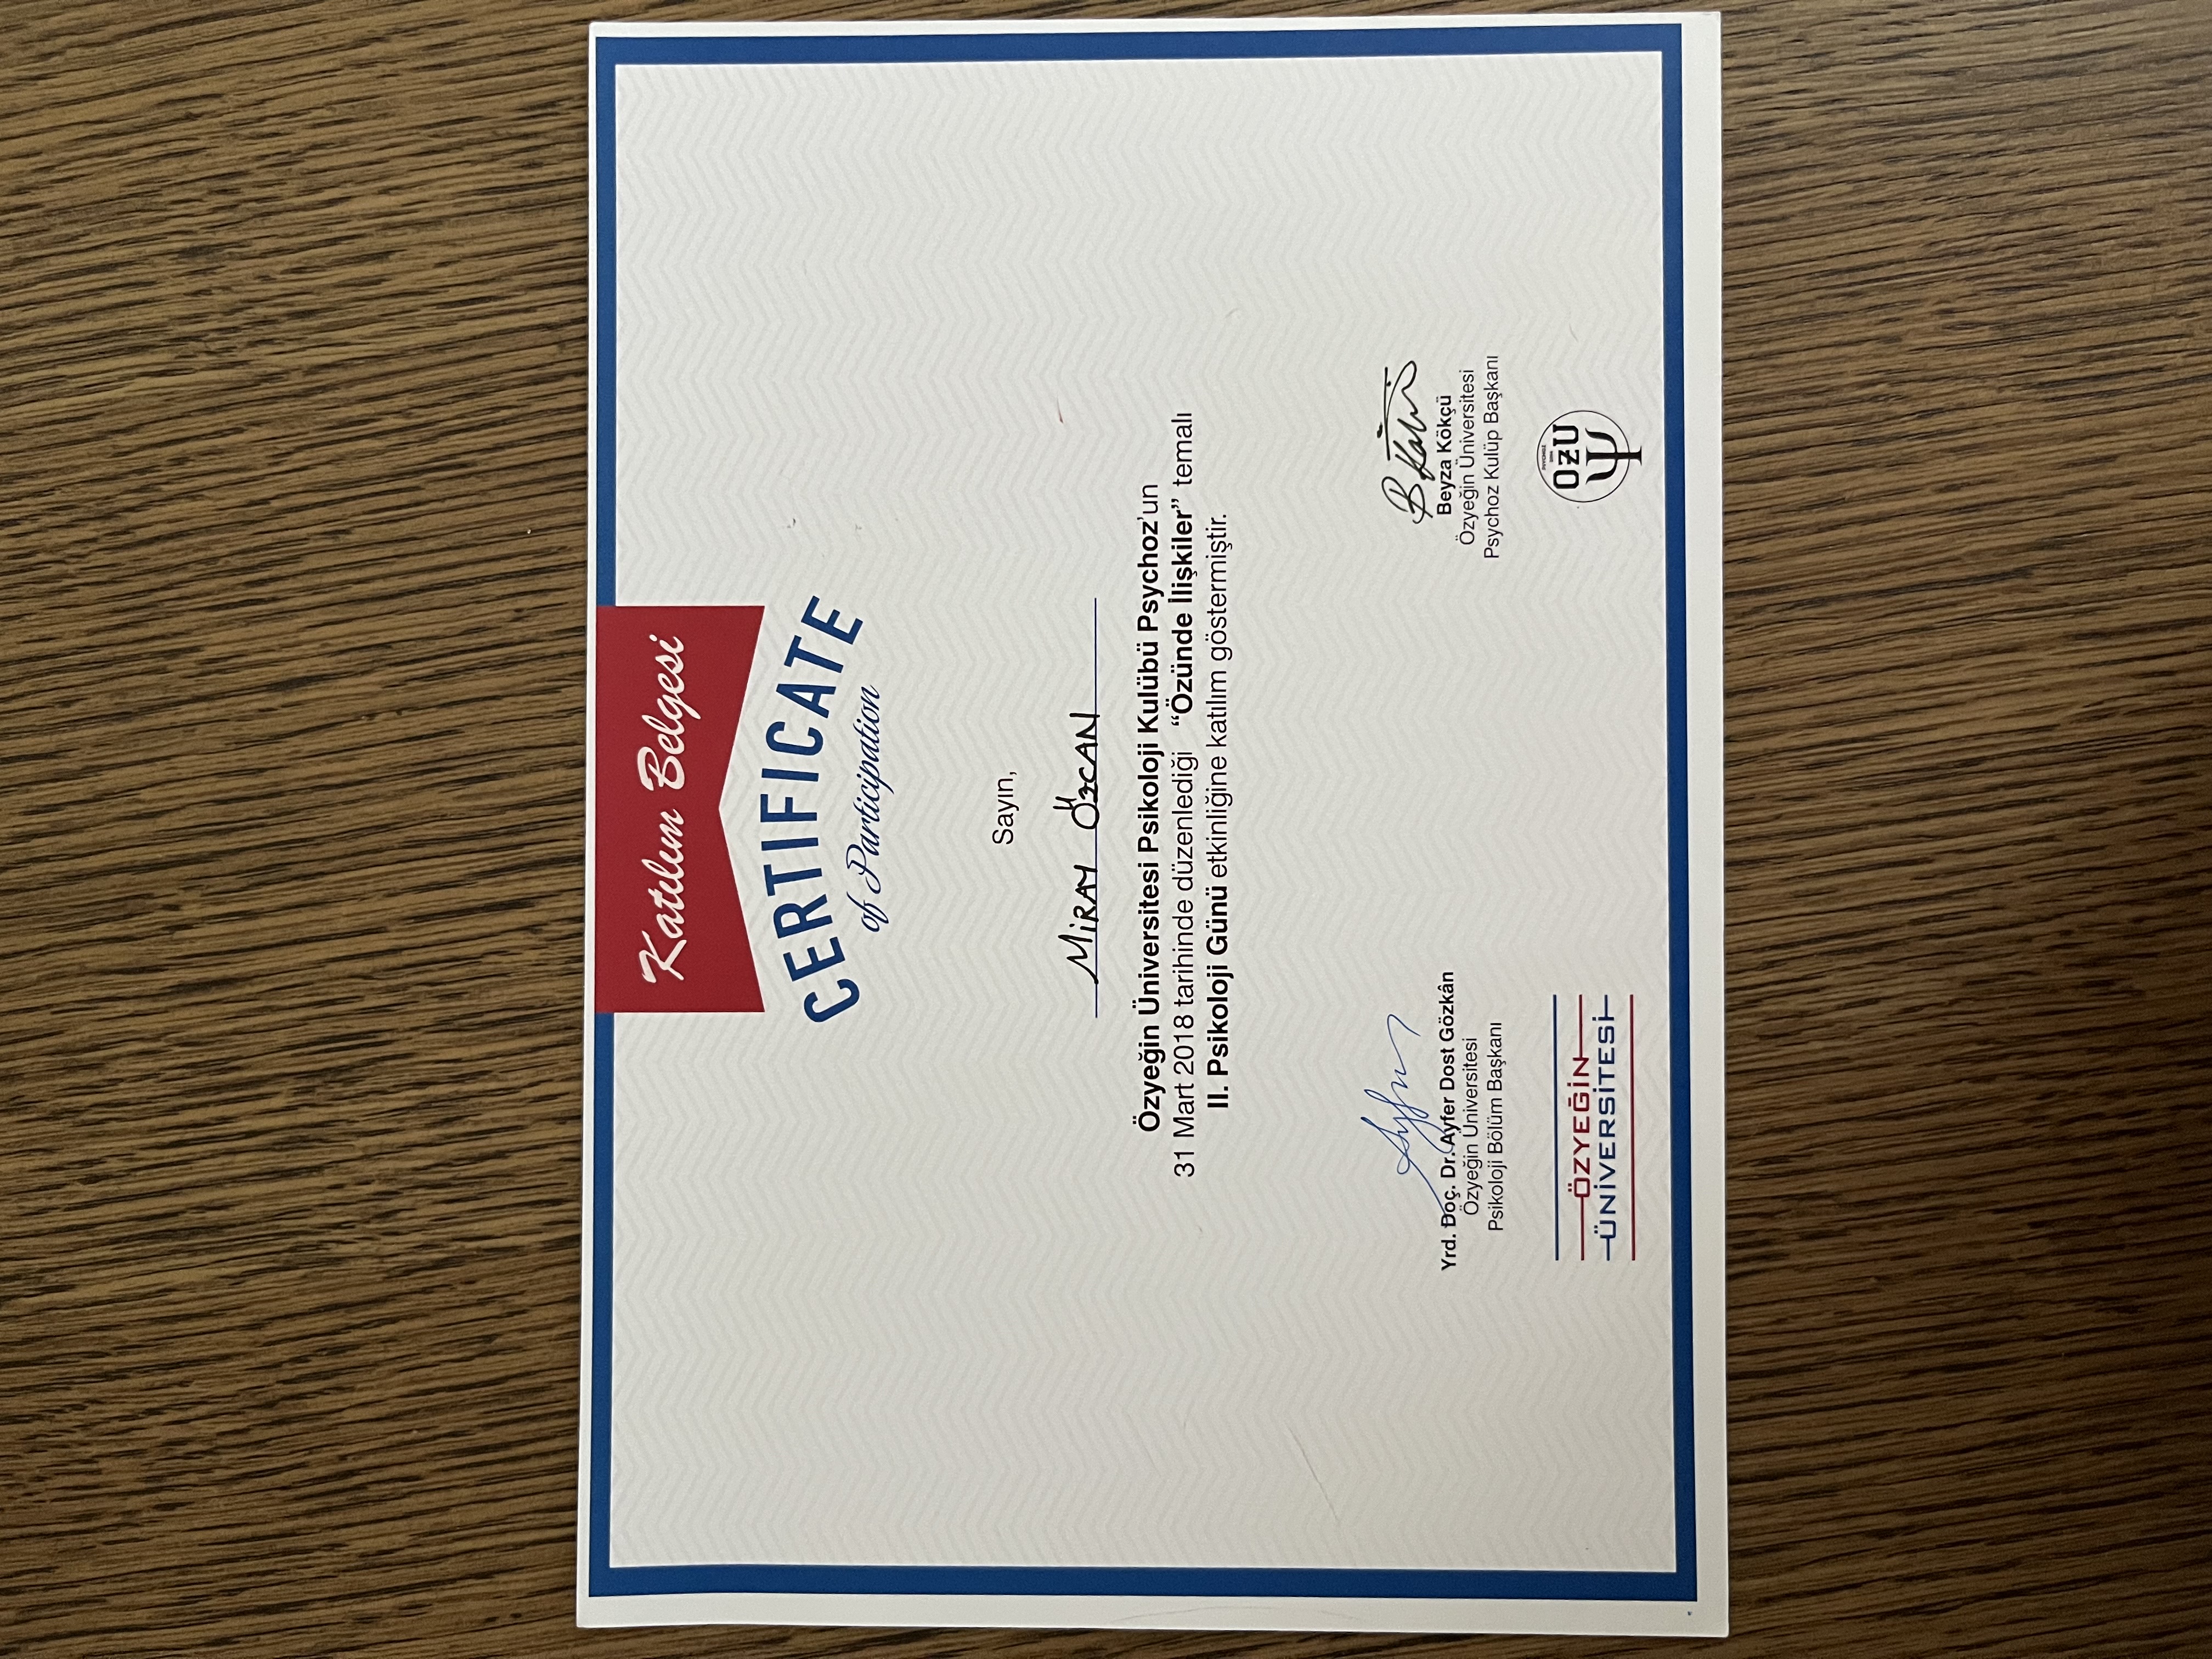 Katılım Belgesi
CERTIFICATE
of Participation
Sayın,
MiRAY ÖZCAN
Özyeğin Üniversitesi Psikoloji Kulübü Psychoz'un
31 Mart 2018 tarihinde düzenlediği "Özünde İlişkiler" temalı
II. Psikoloji Günü etkinliğine katılım göstermiştir.
Yrd. Doç. Dr. Ayfer Dost Gözkân
Özyeğin Üniversitesi
Psikoloji Bölüm Başkanı
ÖZYEĞİN
ÜNİVERSİTESİ
Beyza Kökçü
Özyeğin Üniversitesi
Psychoz Kulüp Başkanı
OzU